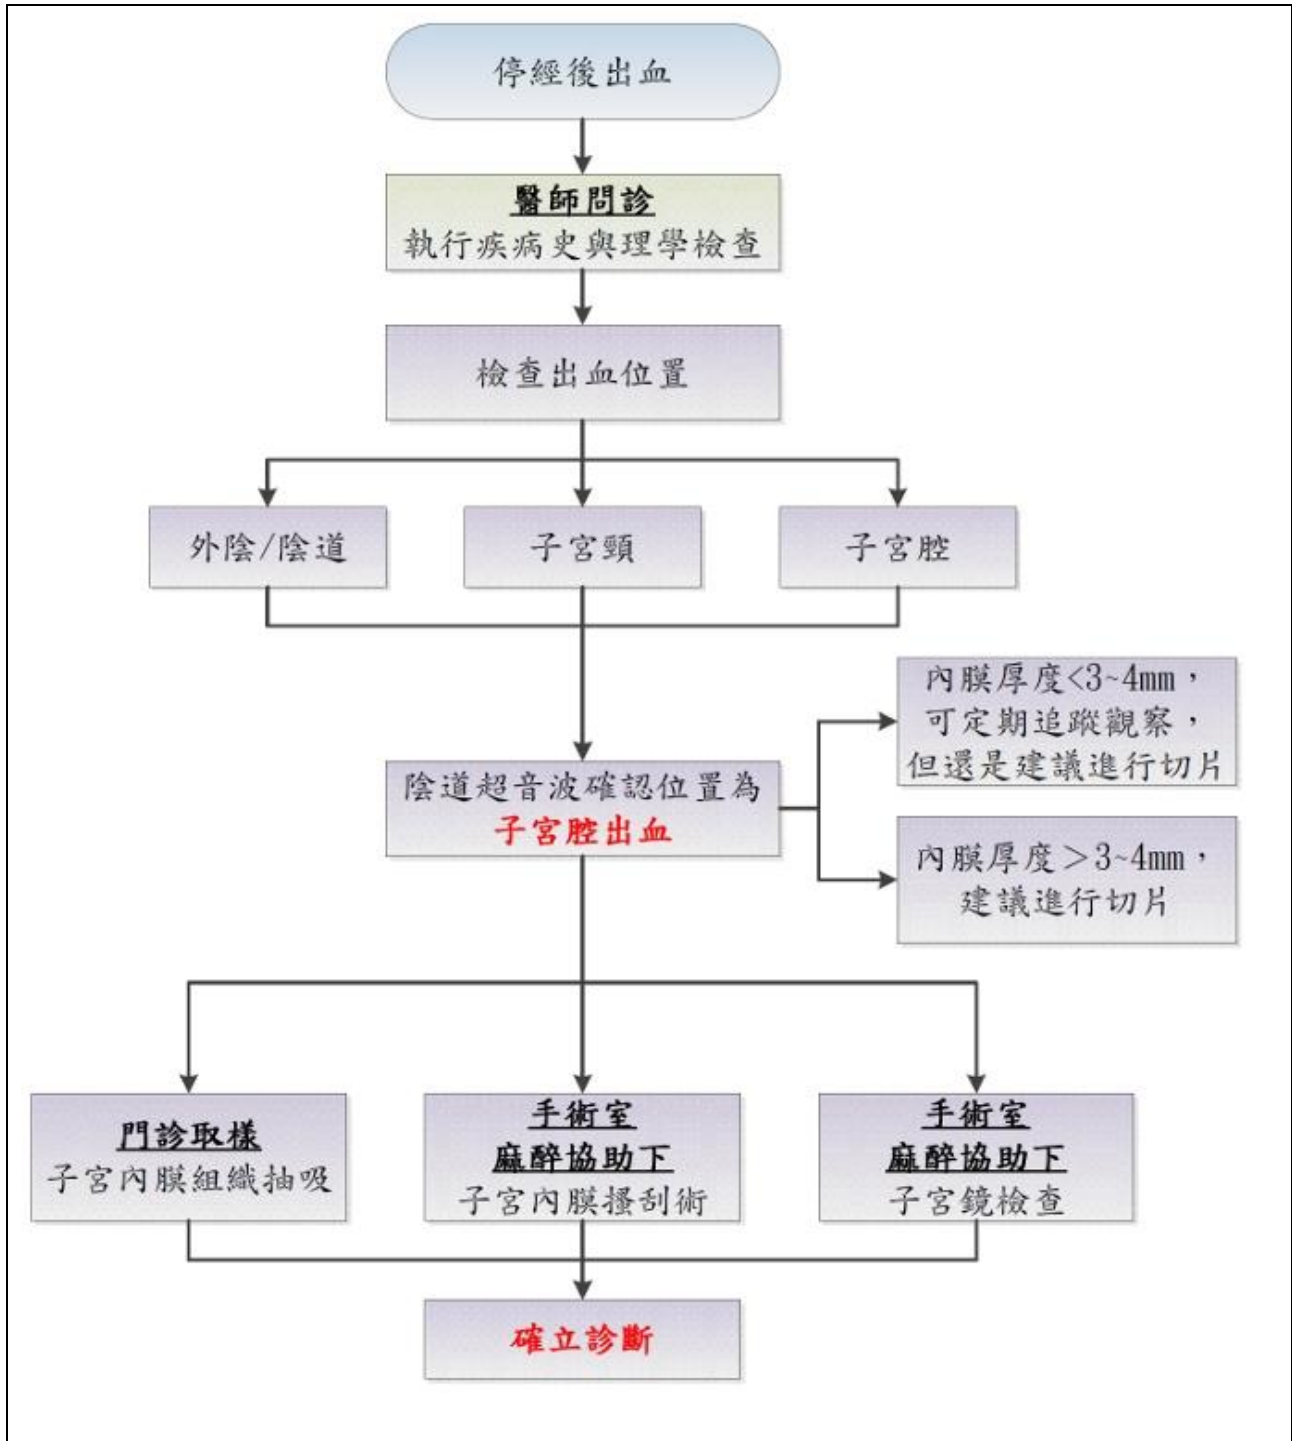 停經後出血
醫師問診
執行疾病史與理學檢查
檢查出血位置
外陰/陰道
子宮頸
子宮腔
內膜厚度<3~4mm，
可定期追蹤觀察，
但還是建議進行切片
陰道超音波確認位置為
子宮腔出血
內膜厚度＞3~4mm，
建議進行切片
門診取樣
子宮內膜組織抽吸
手術室
麻醉協助下
子宮內膜搔刮術
手術室
麻醉協助下
子宮鏡檢查
確立診斷